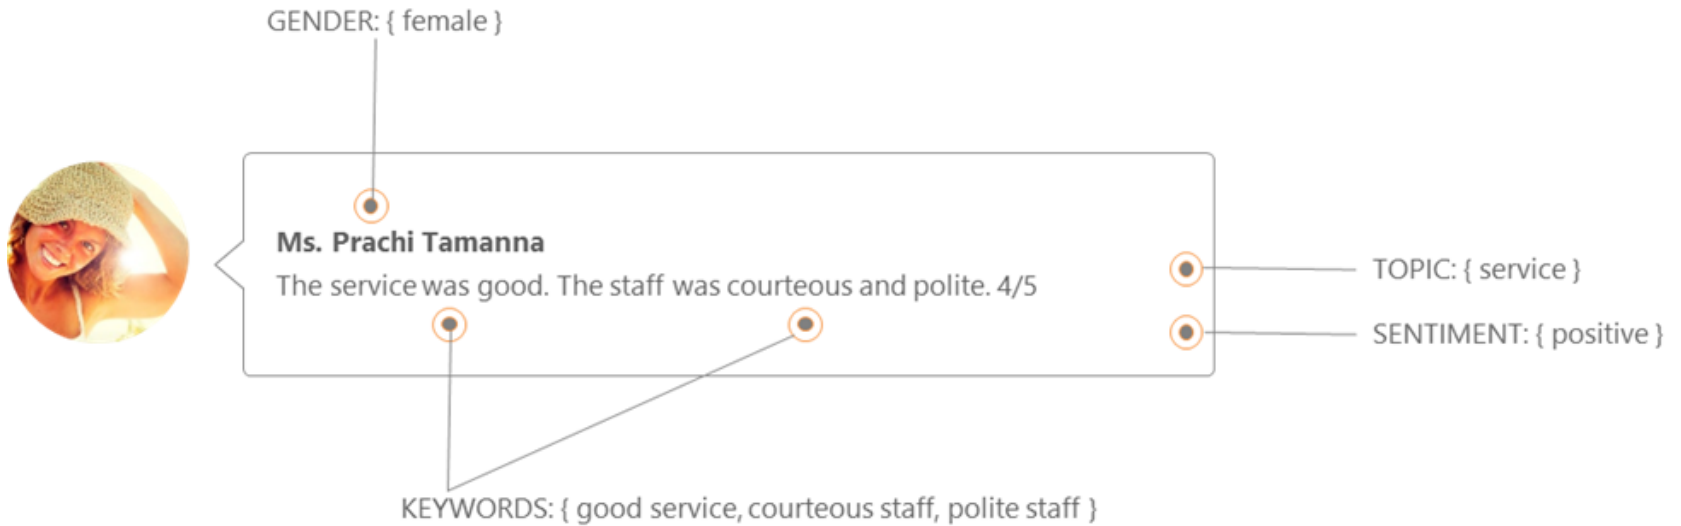 GENDER: { female }
Ms. Prachi Tamanna
The service was good. The staff was courteous and polite. 4/5
TOPIC: { service }
SENTIMENT: { positive }
KEYWORDS: { good service, courteous staff, polite staff }